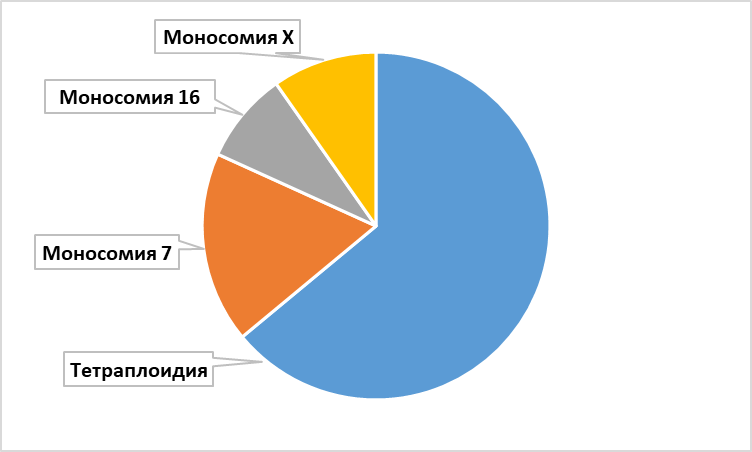 Моносомия X
Моносомия 16
Моносомия 7
Тетраплоидия